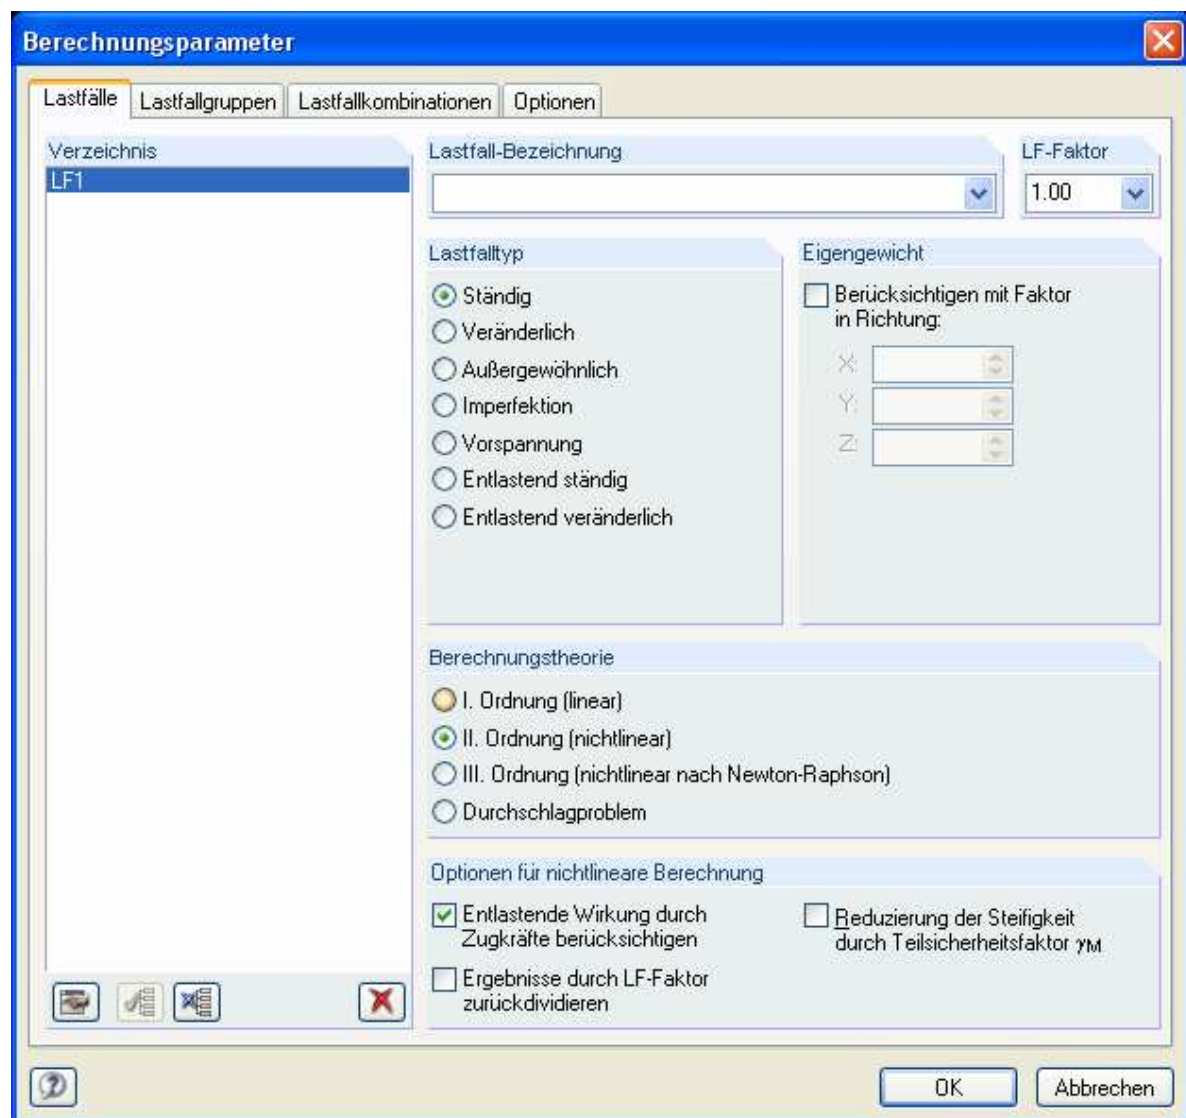 Berechnungsparameter
Lastfälle Lastfallgruppen Lastfallkombinationen Optionen
Verzeichnis
LF1
Lastfall-Bezeichnung
LF-Faktor
1.00
Lastfalltyp
Ständig
Veränderlich
Außergewöhnlich
Imperfektion
Vorspannung
Entlastend ständig
Entlastend veränderlich
Eigengewicht
Berücksichtigen mit Faktor
in Richtung:
X:
Y:
Z:
Berechnungstheorie
I. Ordnung (linear)
II. Ordnung (nichtlinear)
III. Ordnung (nichtlinear nach Newton-Raphson)
Durchschlagproblem
Optionen für nichtlineare Berechnung
Entlastende Wirkung durch
Zugkräfte berücksichtigen
Ergebnisse durch LF-Faktor
zurückdividieren
Reduzierung der Steifigkeit
durch Teilsicherheitsfaktor γM
OK Abbrechen